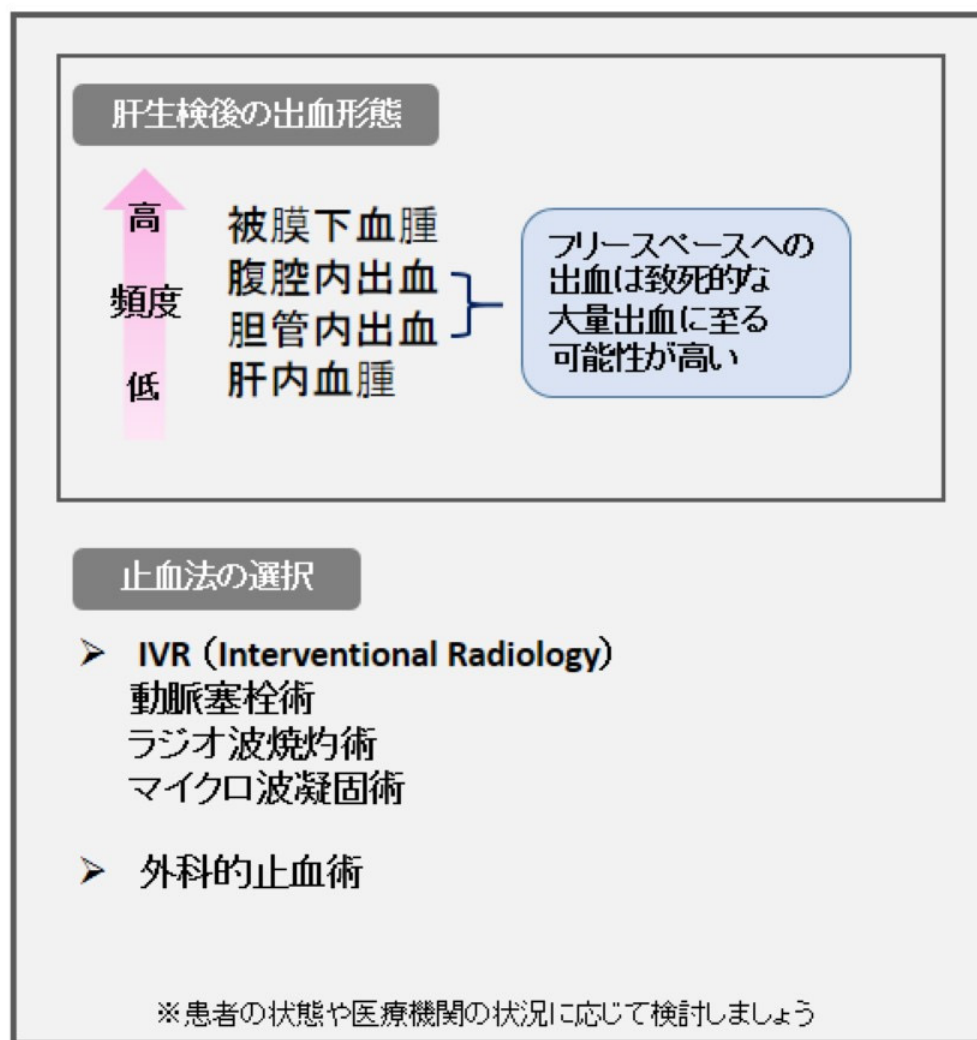 肝生検後の出血形態
高
頻度
低
被膜下血腫
腹腔内出血
胆管内出血
肝内血腫
フリースペースへの
出血は致死的な
大量出血に至る
可能性が高い
止血法の選択
➢ IVR（Interventional Radiology）
動脈塞栓術
ラジオ波焼灼術
マイクロ波凝固術
➢ 外科的止血術
※患者の状態や医療機関の状況に応じて検討しましょう